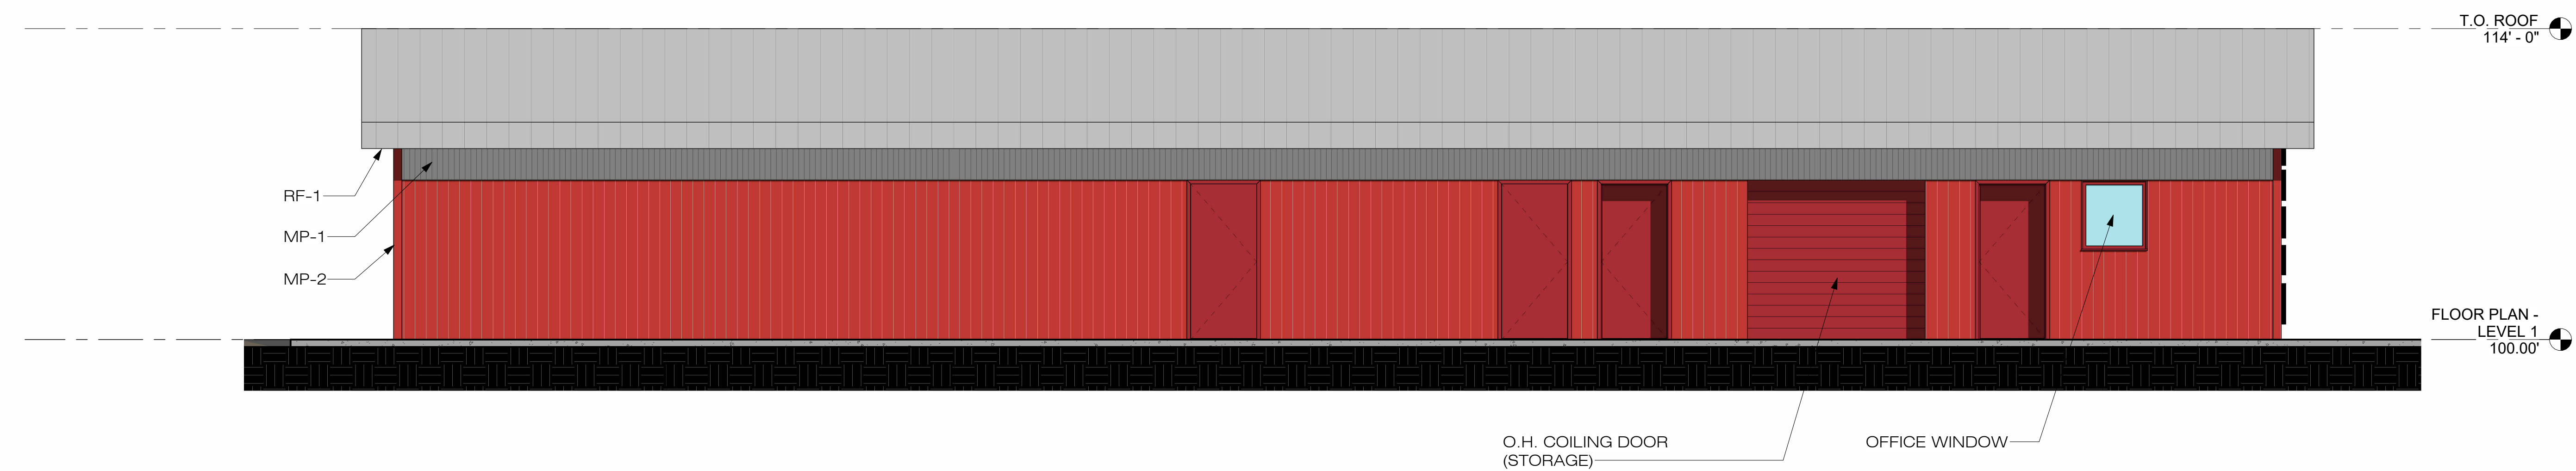 T.O. ROOF
114' - 0"
RF-1
MP-1
MP-2
FLOOR PLAN -
LEVEL 1
100.00'
O.H. COILING DOOR
(STORAGE)
OFFICE WINDOW